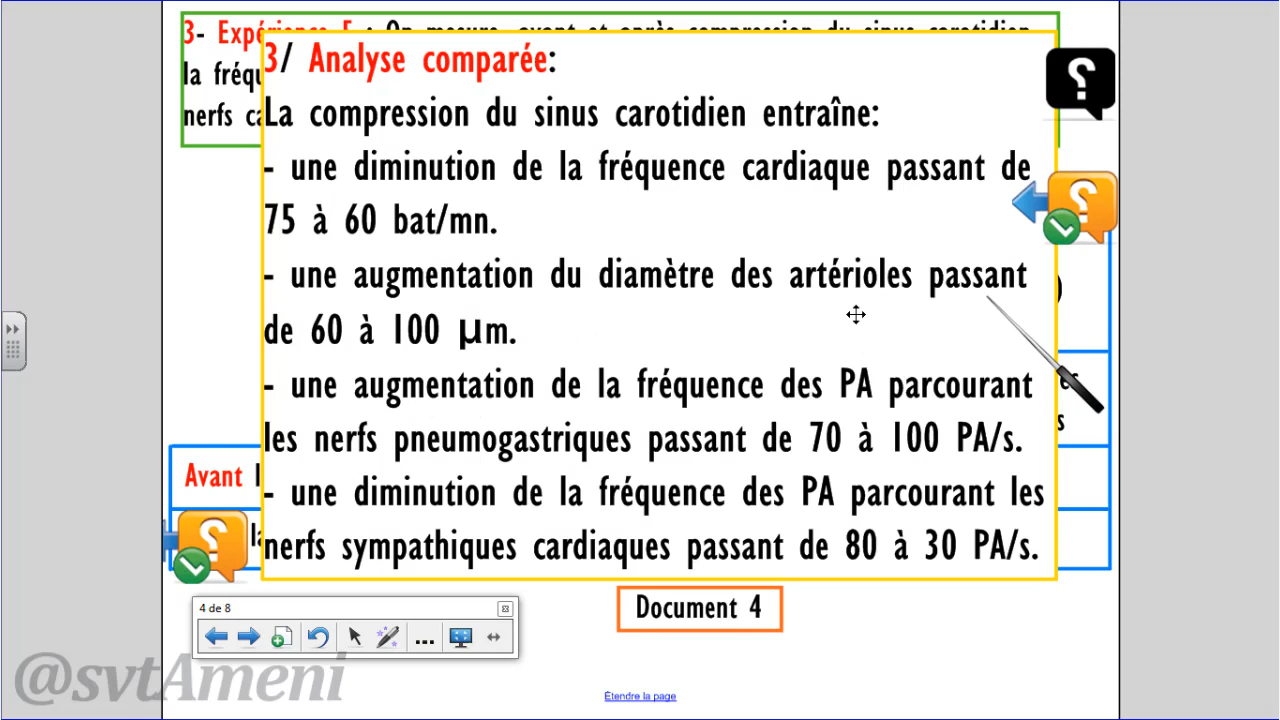 3- Expérience
la
nerfs
3/ Analyse comparée:
La compression du sinus carotidien entraîne:
- une diminution de la fréquence cardiaque passant de
75 à 60 bat/mn.
- une augmentation du diamètre des artérioles passant
de 60 à 100 µm.
- une augmentation de la fréquence des PA parcourant
les nerfs pneumogastriques passant de 70 à 100 PA/s.
- une diminution de la fréquence des PA parcourant les
nerfs sympathiques cardiaques passant de 80 à 30 PA/s.
Avant
Document 4
4 de 8
@svtAmeni
Étendre la page